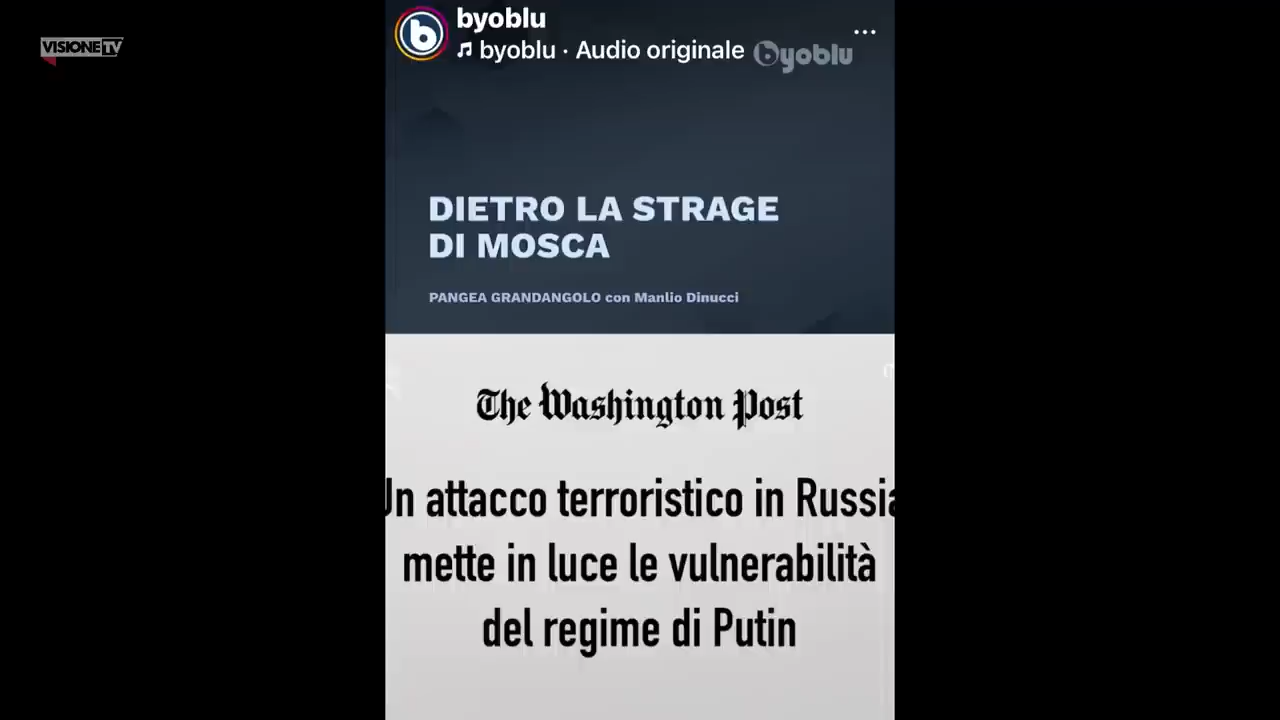 VISIONE TV
byoblu
byoblu · Audio originale
byoblu
DIETRO LA STRAGE
DI MOSCA
PANGEA GRANDANGOLO con Manlio Dinucci
The Washington Post
Un attacco terroristico in Russia
mette in luce le vulnerabilità
del regime di Putin